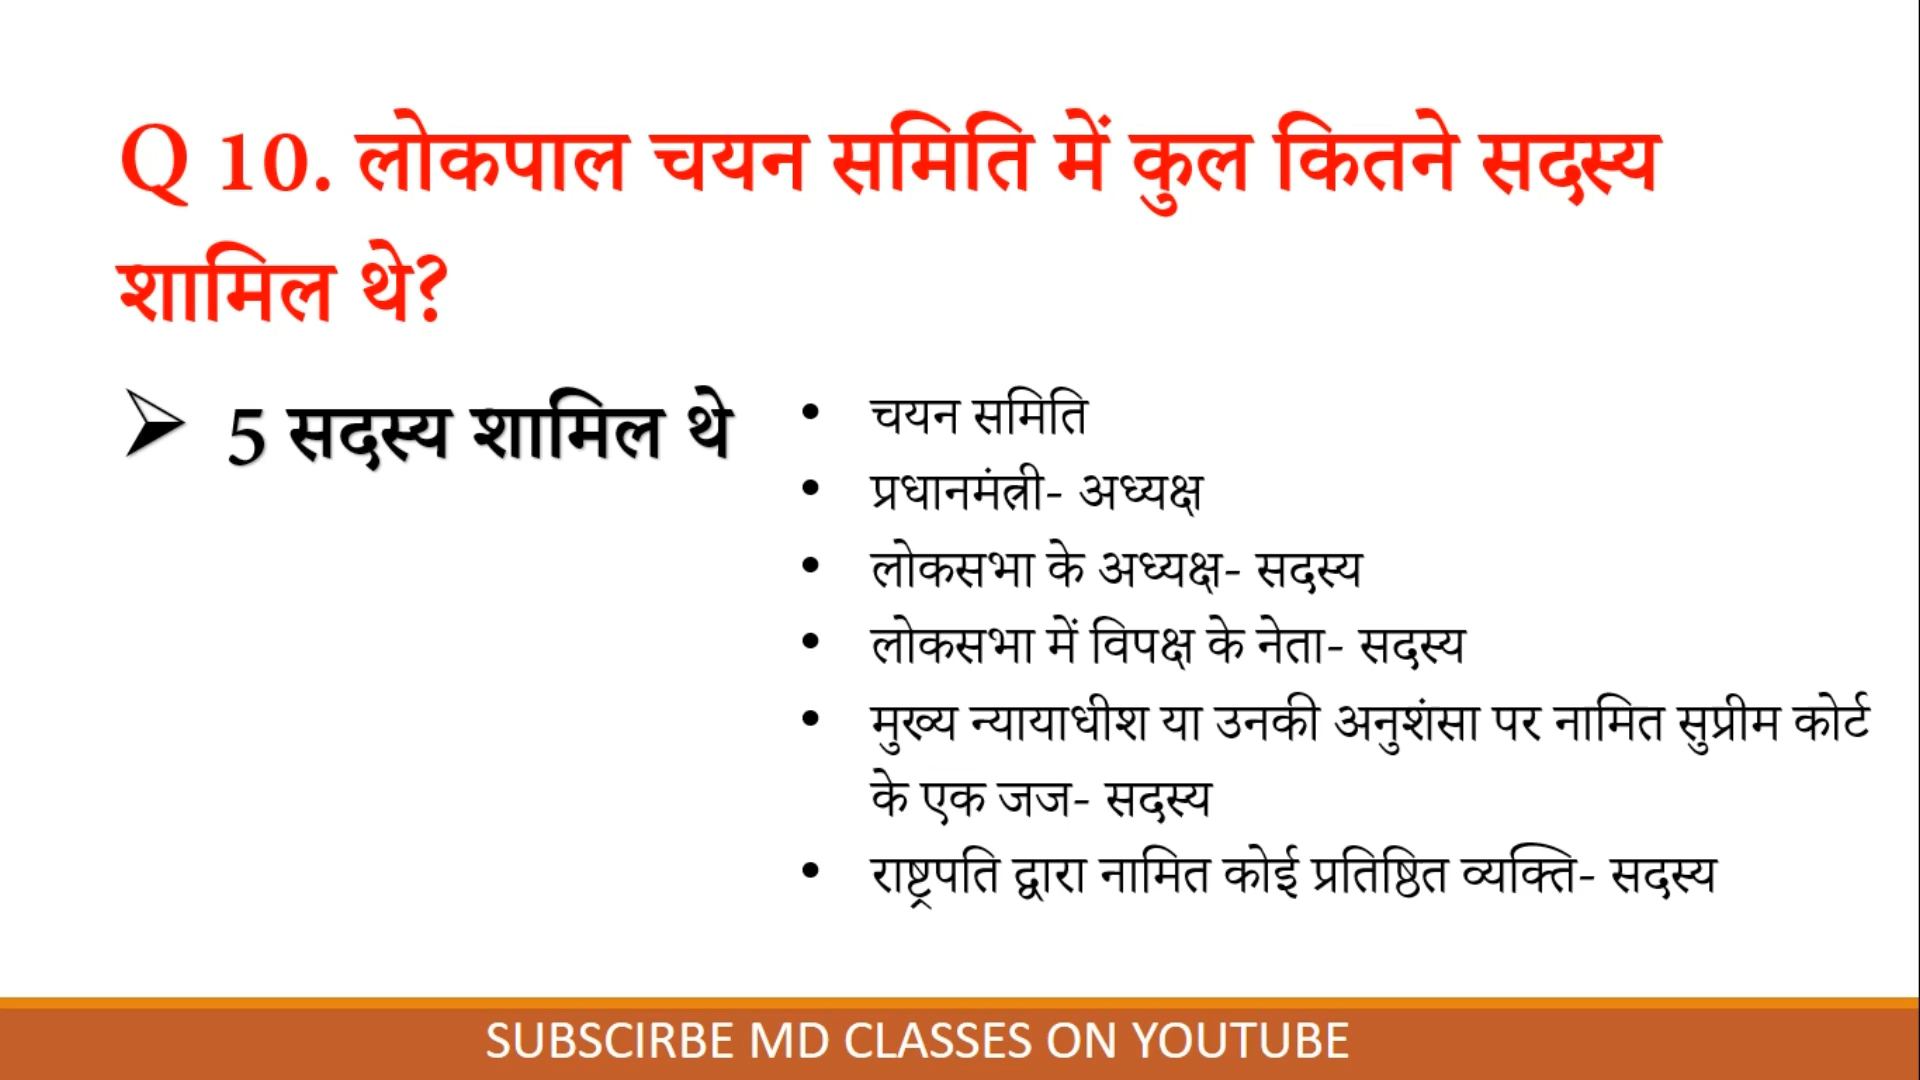 Q 10. लोकपाल चयन समिति में कुल कितने सदस्य
शामिल थे?
➢ 5 सदस्य शामिल थे
• चयन समिति
• प्रधानमंत्री- अध्यक्ष
• लोकसभा के अध्यक्ष- सदस्य
• लोकसभा में विपक्ष के नेता- सदस्य
• मुख्य न्यायाधीश या उनकी अनुशंसा पर नामित सुप्रीम कोर्ट
के एक जज- सदस्य
• राष्ट्रपति द्वारा नामित कोई प्रतिष्ठित व्यक्ति- सदस्य
SUBSCIRBE MD CLASSES ON YOUTUBE